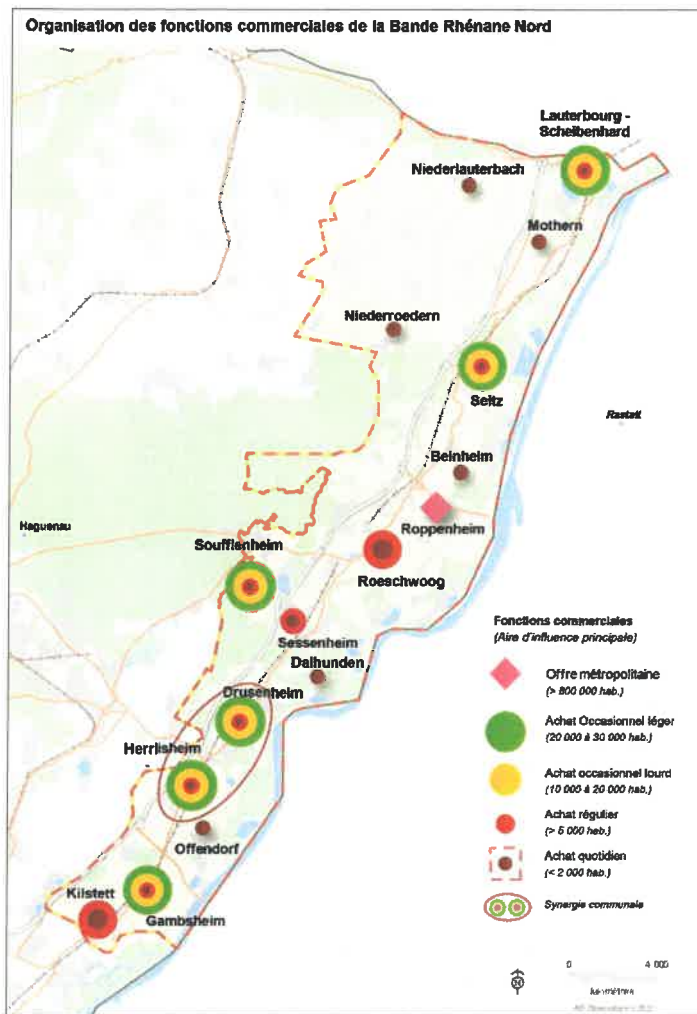 Organisation des fonctions commerciales de la Bande Rhénane Nord
Lauterbourg -
Scheibenhard
Niederlauterbach
Mothern
Niederroedern
Seltz
Rastatt
Beinheim
Roppenheim
Haguenau
Soufflenheim
Roeschwoog
Sessenheim
Dalhunden
Drusenheim
Herrlisheim
Offendorf
Kilstett
Gambsheim
Fonctions commerciales
(Aire d'influence principale)
Offre métropolitaine
(> 800 000 hab.)
Achat Occasionnel léger
(20 000 à 30 000 hab.)
Achat occasionnel lourd
(10 000 à 20 000 hab.)
Achat régulier
(> 5 000 hab.)
Achat quotidien
(< 2 000 hab.)
Synergie communale
0 4 000
kilomètres